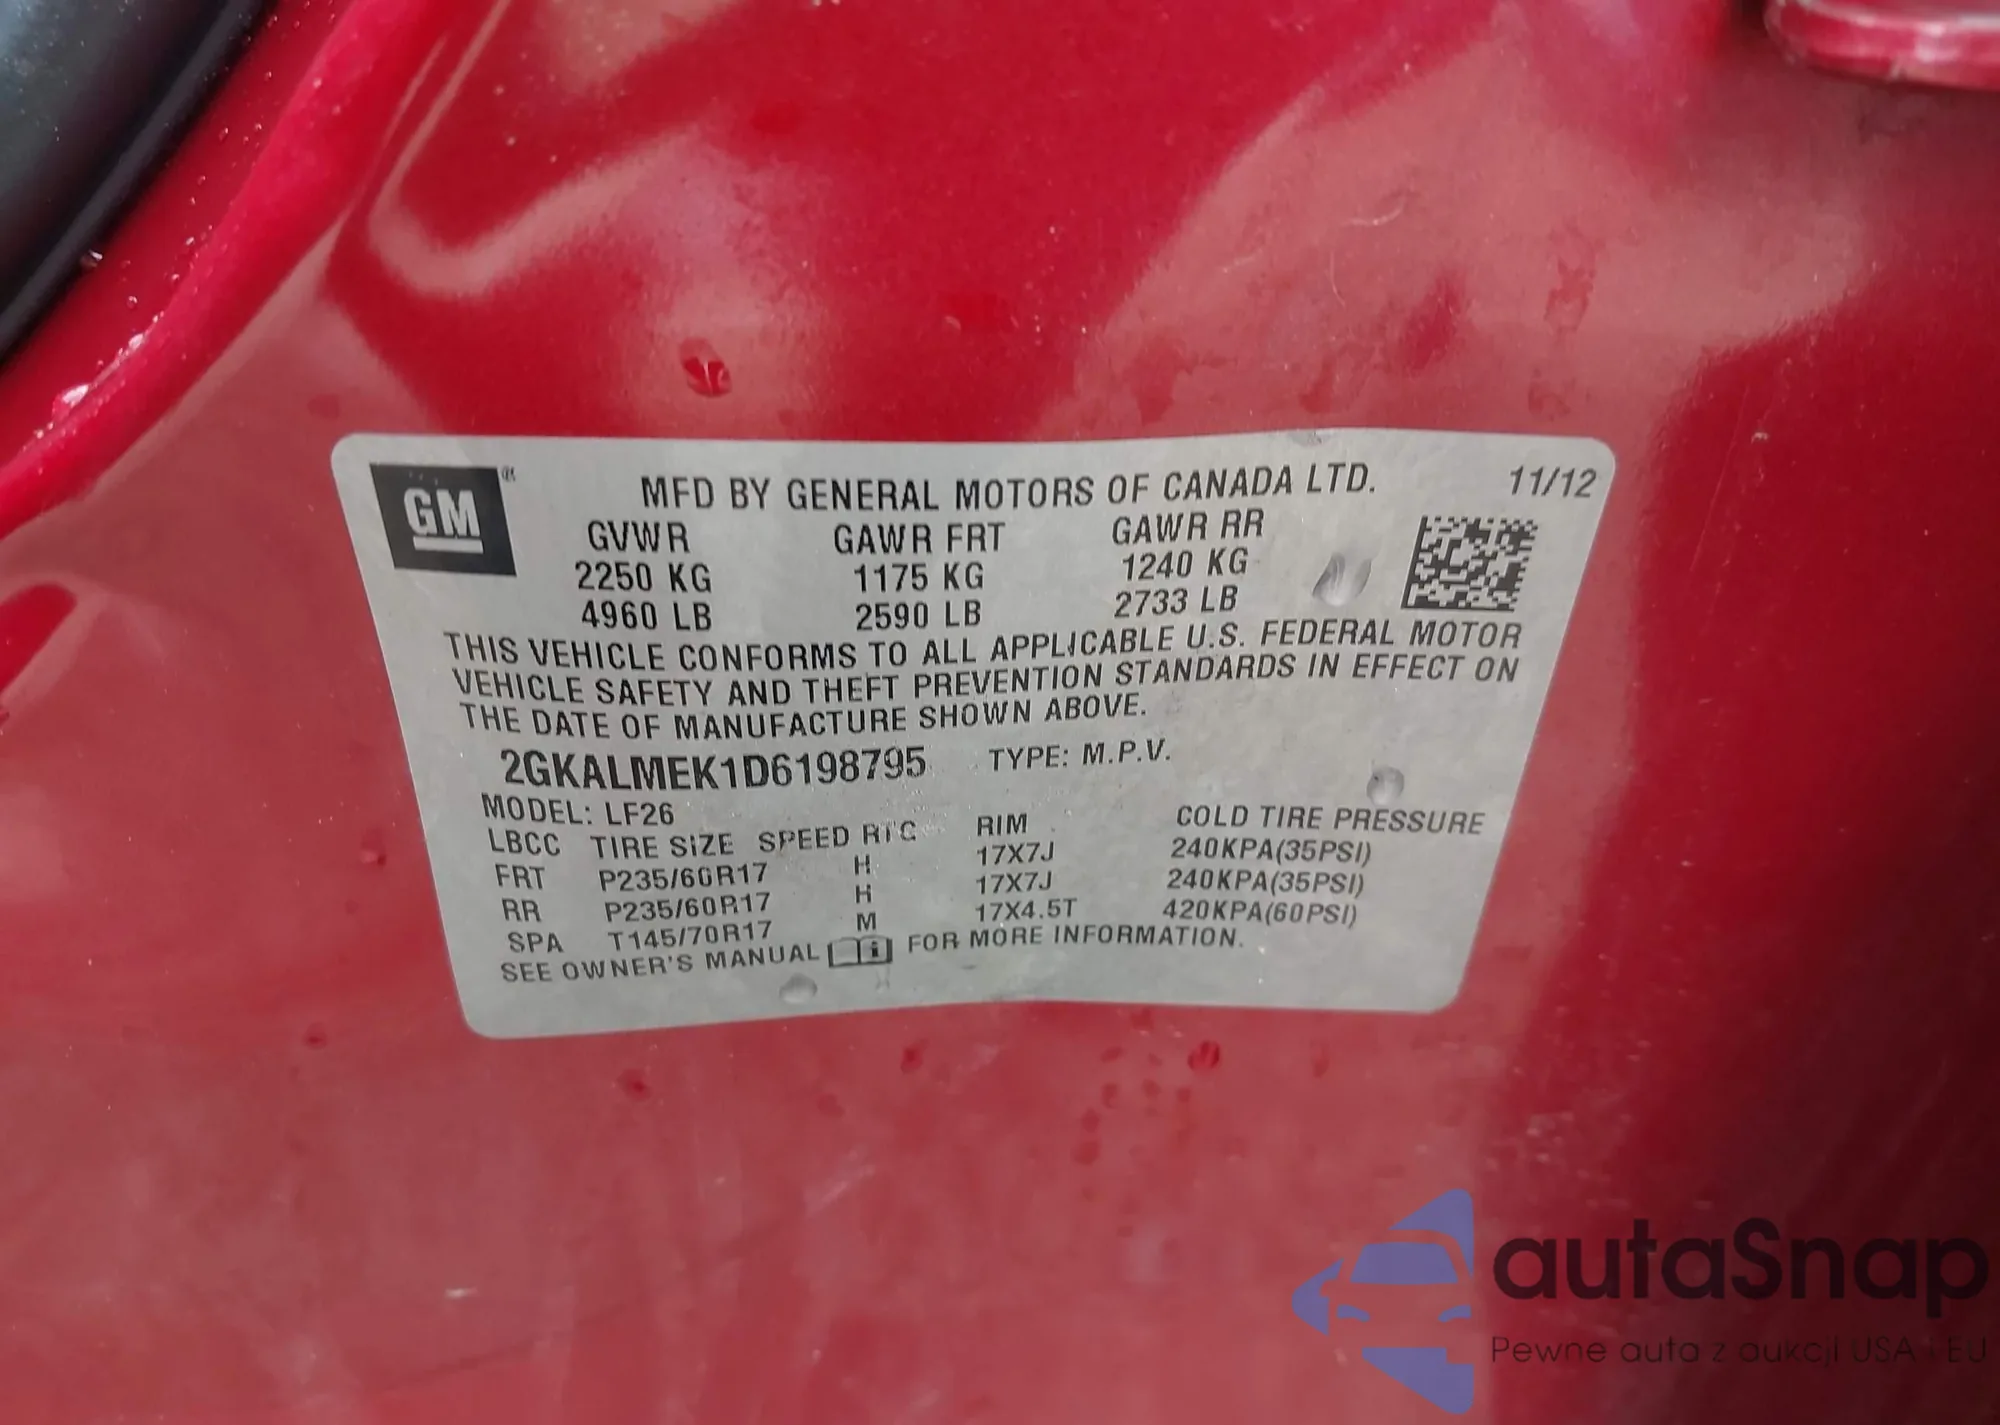 GM
MFD BY GENERAL MOTORS OF CANADA LTD. 11/12
GVWR GAWR FRT GAWR RR
2250 KG 1175 KG 1240 KG
4960 LB 2590 LB 2733 LB
THIS VEHICLE CONFORMS TO ALL APPLICABLE U.S. FEDERAL MOTOR
VEHICLE SAFETY AND THEFT PREVENTION STANDARDS IN EFFECT ON
THE DATE OF MANUFACTURE SHOWN ABOVE.
2GKALMEK1D6198795 TYPE: M.P.V.
MODEL: LF26
LBCC TIRE SIZE SPEED RTG RIM COLD TIRE PRESSURE
FRT P235/60R17 H 17X7J 240KPA(35PSI)
RR P235/60R17 H 17X7J 240KPA(35PSI)
SPA T145/70R17 M 17X4.5T 420KPA(60PSI)
SEE OWNER'S MANUAL FOR MORE INFORMATION.
autaSnap
Pewne auta z aukcji USA i EU